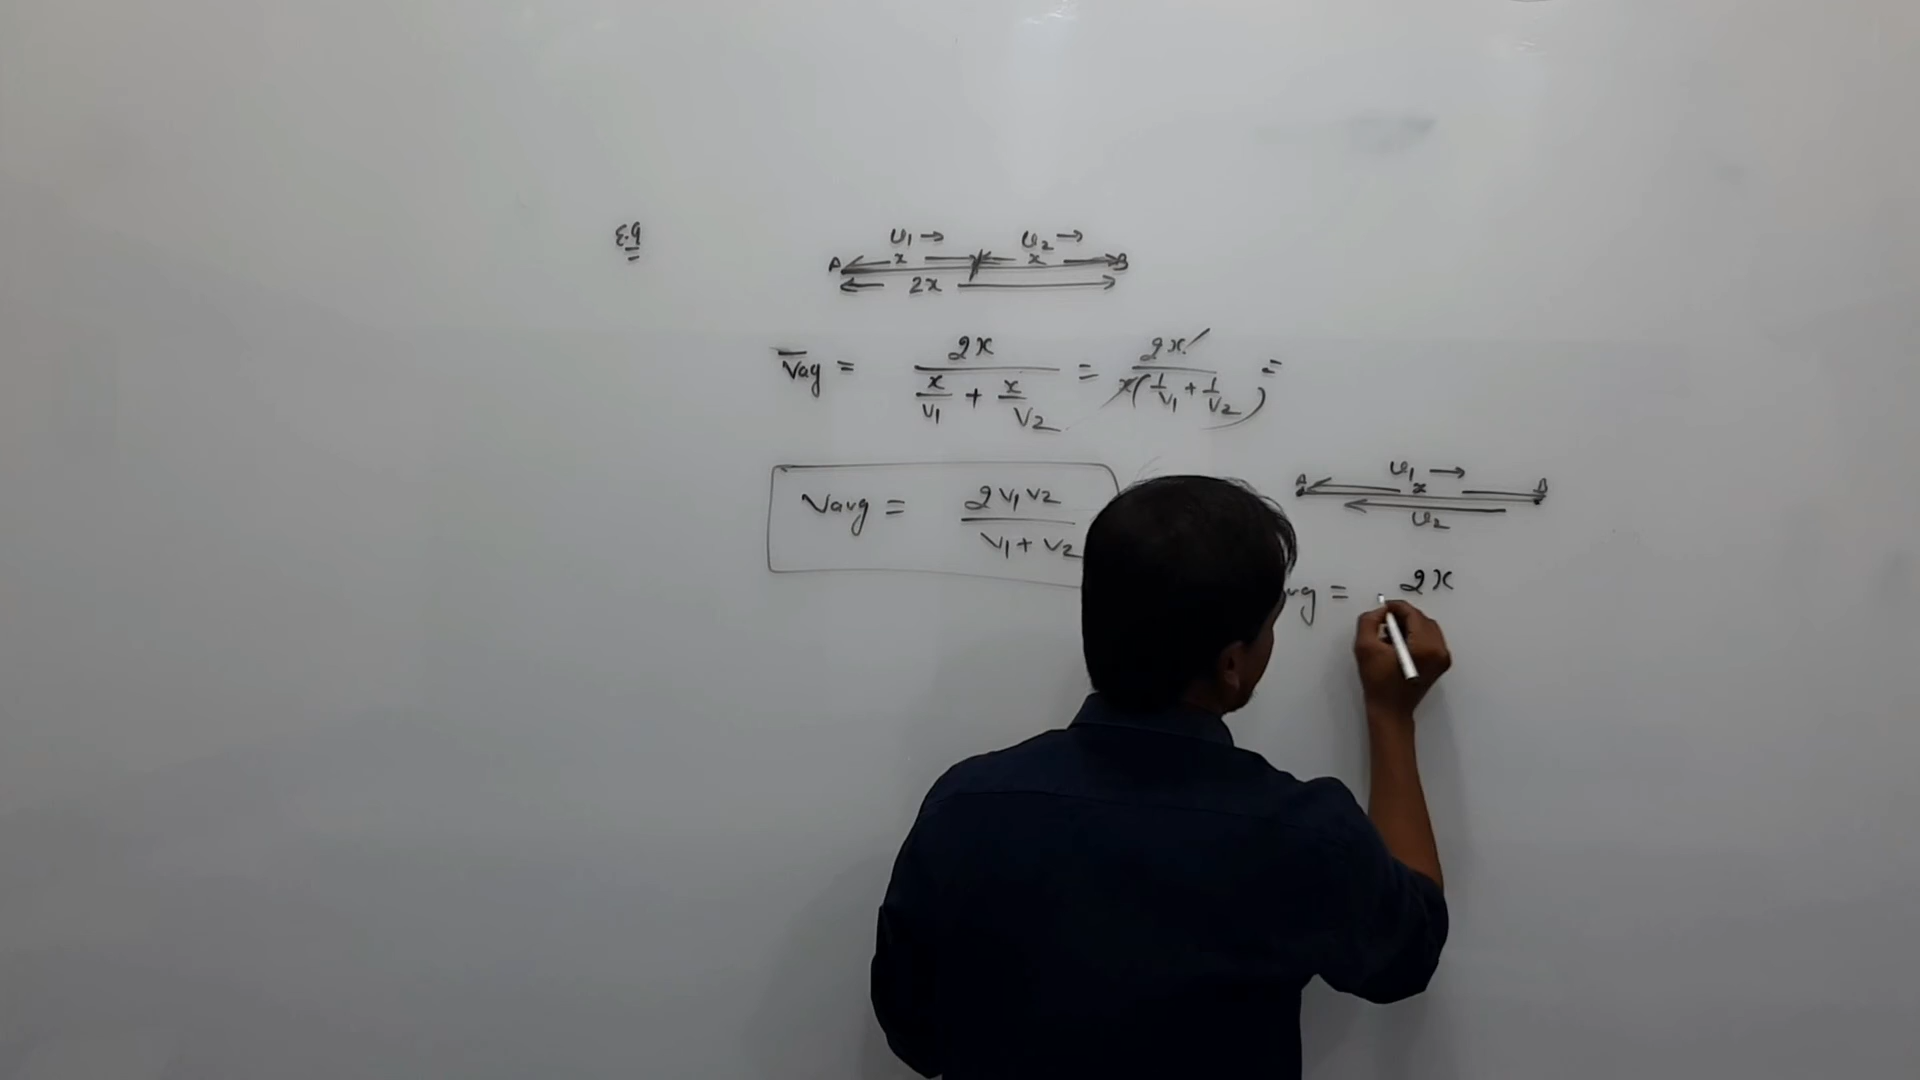 E.g
V₁ → V₂ →
A x x B
2x
Vag = 2x / (x/V₁ + x/V₂) = 2x / x(1/V₁ + 1/V₂) =
Vavg = 2V₁V₂ / (V₁ + V₂)
V₁ →
A x B
V₂
vg = 2x